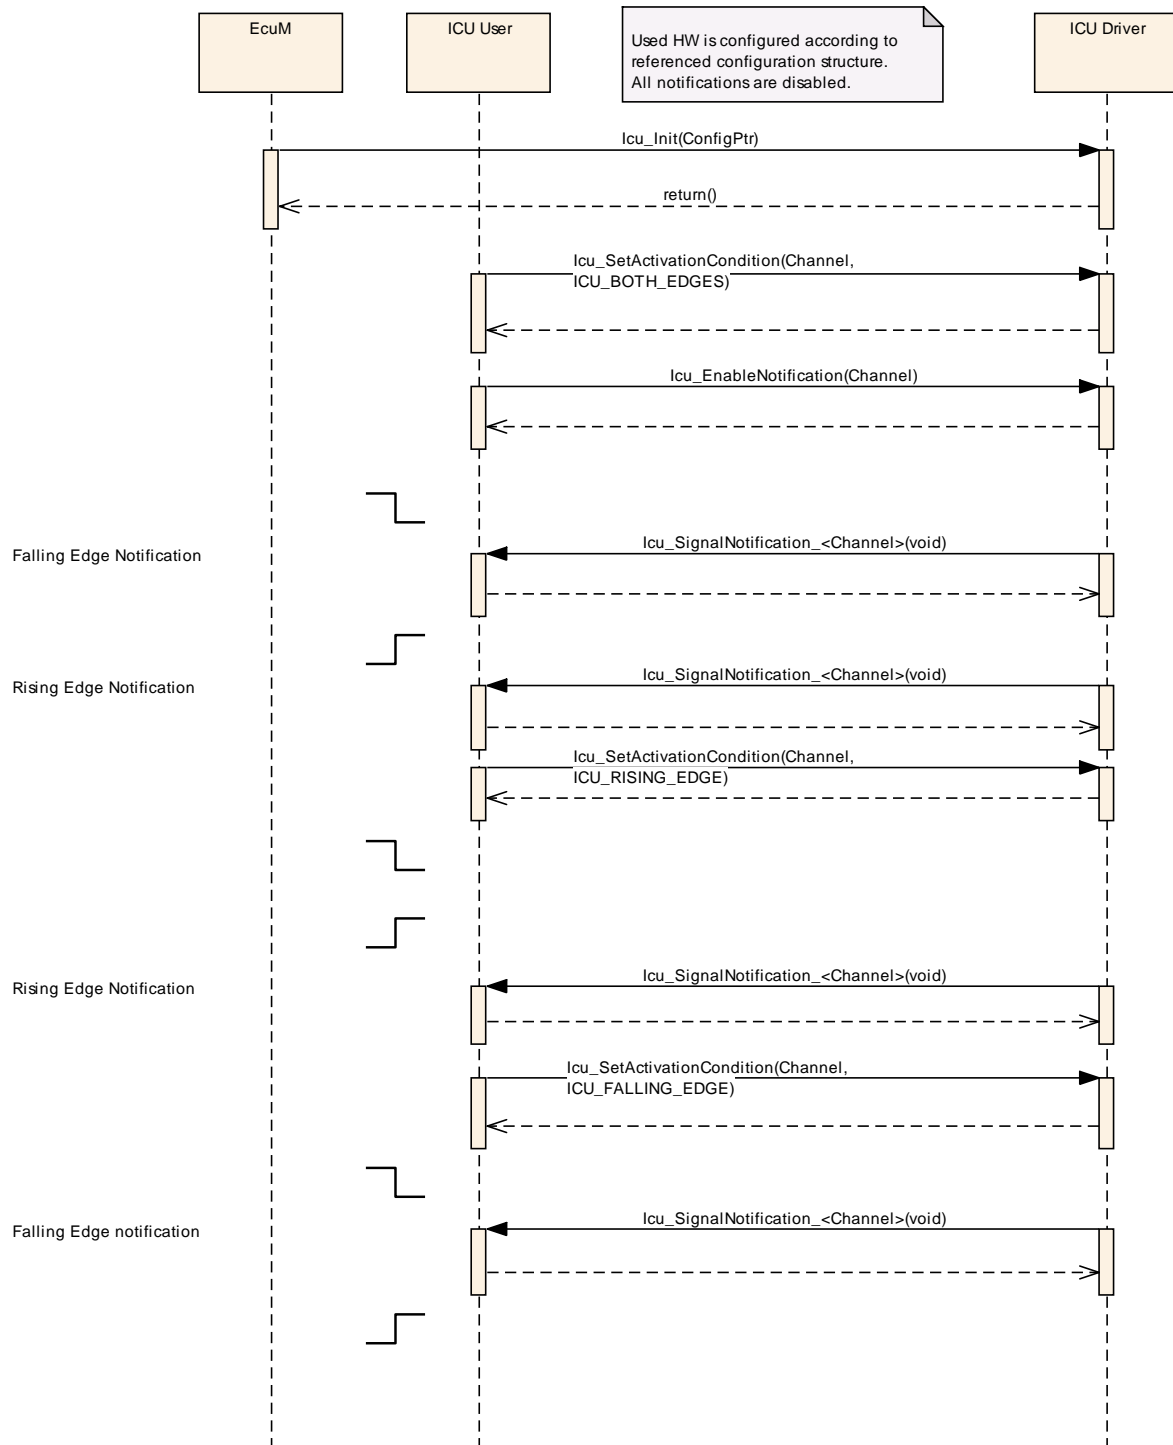 EcuM
ICU User
Used HW is configured according to
referenced configuration structure.
All notifications are disabled.
ICU Driver
Icu_Init(ConfigPtr)
return()
Icu_SetActivationCondition(Channel,
ICU_BOTH_EDGES)
Icu_EnableNotification(Channel)
Icu_SignalNotification_<Channel>(void)
Falling Edge Notification
Icu_SignalNotification_<Channel>(void)
Rising Edge Notification
Icu_SetActivationCondition(Channel,
ICU_RISING_EDGE)
Icu_SignalNotification_<Channel>(void)
Rising Edge Notification
Icu_SetActivationCondition(Channel,
ICU_FALLING_EDGE)
Icu_SignalNotification_<Channel>(void)
Falling Edge notification